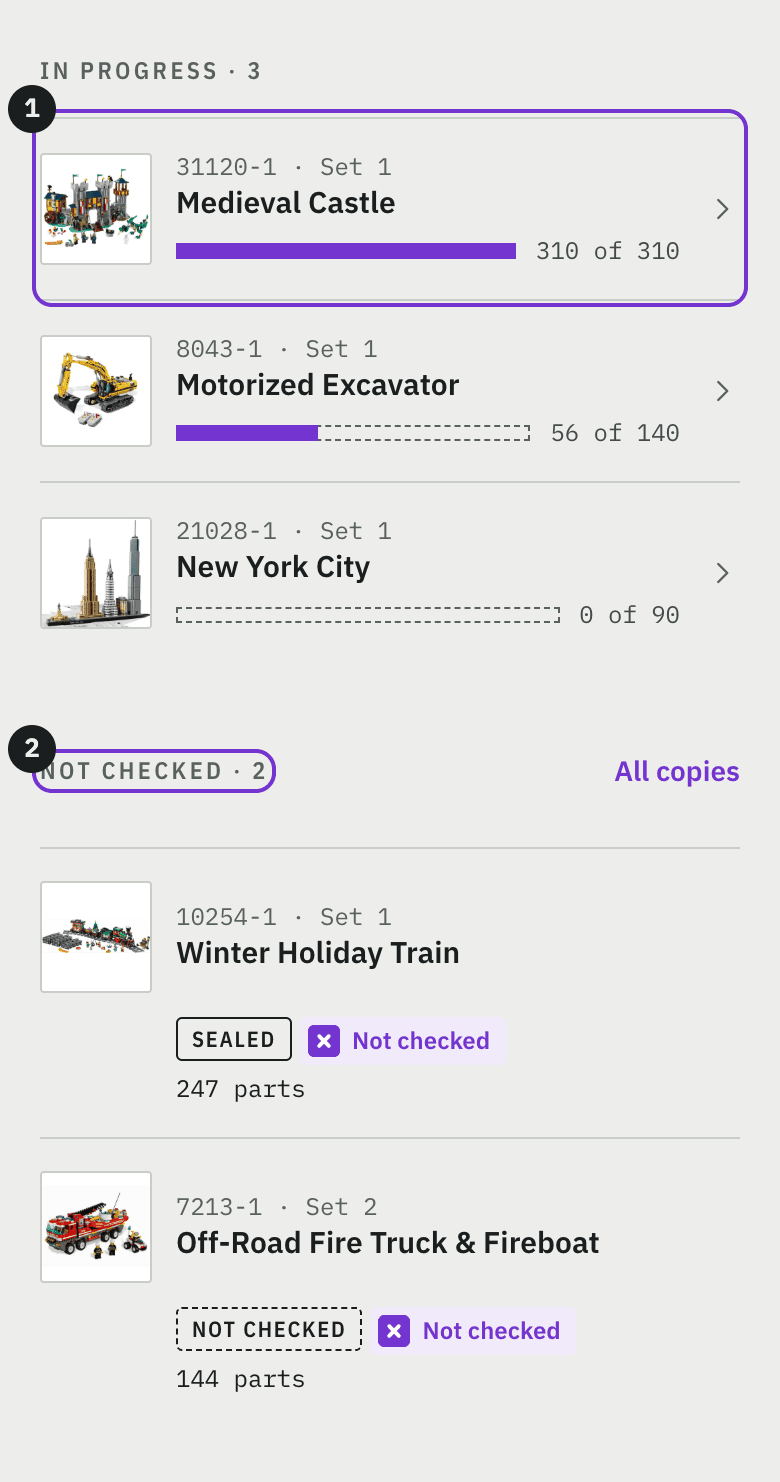 IN PROGRESS · 3
1
31120-1 · Set 1
Medieval Castle
310 of 310
8043-1 · Set 1
Motorized Excavator
56 of 140
21028-1 · Set 1
New York City
0 of 90
2
NOT CHECKED · 2
All copies
10254-1 · Set 1
Winter Holiday Train
SEALED
Not checked
247 parts
7213-1 · Set 2
Off-Road Fire Truck & Fireboat
NOT CHECKED
Not checked
144 parts